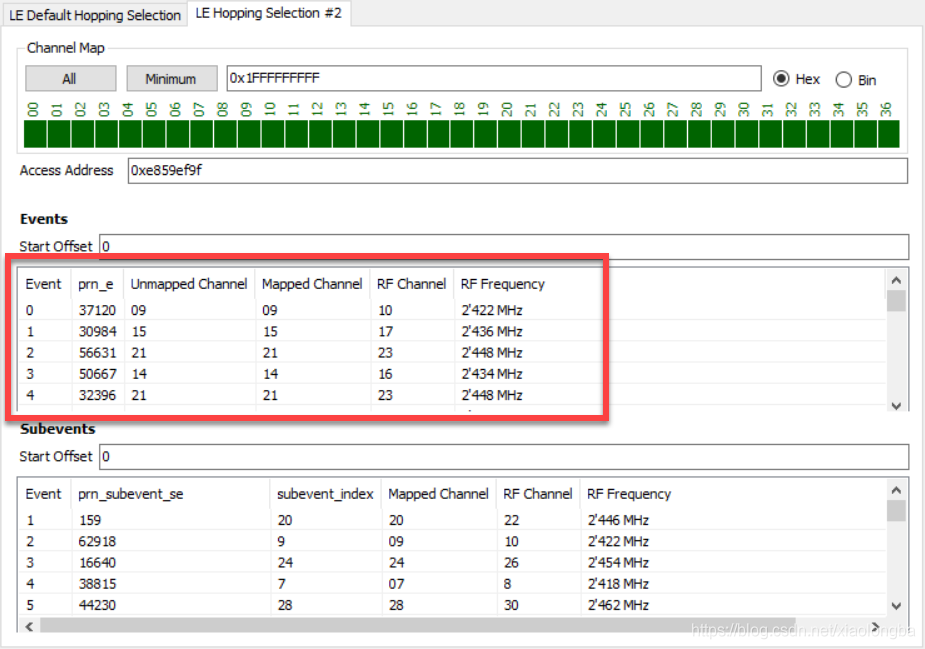 LE Default Hopping Selection LE Hopping Selection #2
Channel Map
All Minimum 0x1FFFFFFFFF Hex Bin
00 01 02 03 04 05 06 07 08 09 10 11 12 13 14 15 16 17 18 19 20 21 22 23 24 25 26 27 28 29 30 31 32 33 34 35 36
Access Address 0xe859ef9f
Events
Start Offset 0
Event prn_e Unmapped Channel Mapped Channel RF Channel RF Frequency
0 37120 09 09 10 2'422 MHz
1 30984 15 15 17 2'436 MHz
2 56631 21 21 23 2'448 MHz
3 50667 14 14 16 2'434 MHz
4 32396 21 21 23 2'448 MHz
Subevents
Start Offset 0
Event prn_subevent_se subevent_index Mapped Channel RF Channel RF Frequency
1 159 20 20 22 2'446 MHz
2 62918 9 09 10 2'422 MHz
3 16640 24 24 26 2'454 MHz
4 38815 7 07 8 2'418 MHz
5 44230 28 28 30 2'462 MHz
https://blog.csdn.net/xiaolongba